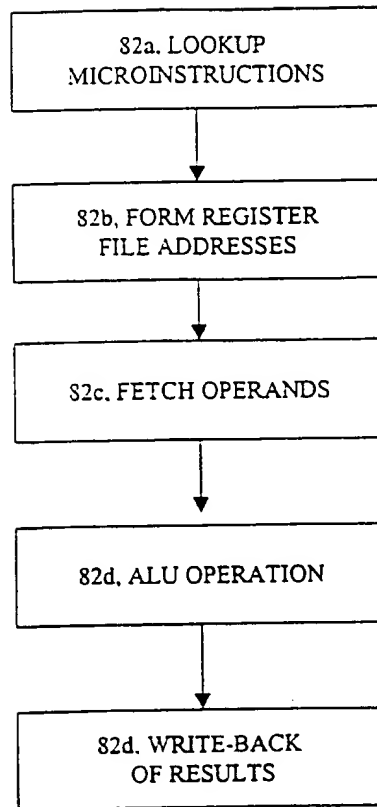 82a. LOOKUP
MICROINSTRUCTIONS
82b, FORM REGISTER
FILE ADDRESSES
82c, FETCH OPERANDS
82d, ALU OPERATION
82d. WRITE-BACK
OF RESULTS